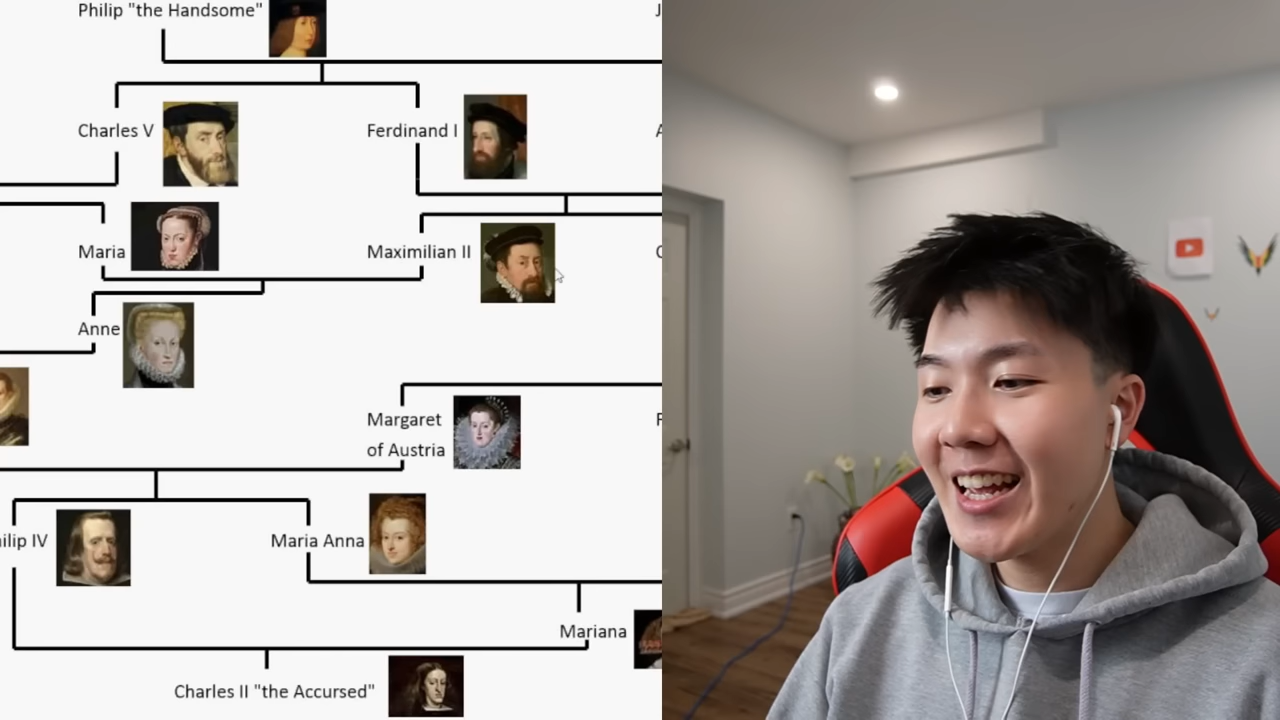 Philip "the Handsome"
J
Charles V
Ferdinand I
A
Maria
Maximilian II
C
Anne
Margaret
of Austria
F
ilip IV
Maria Anna
Mariana
Charles II "the Accursed"